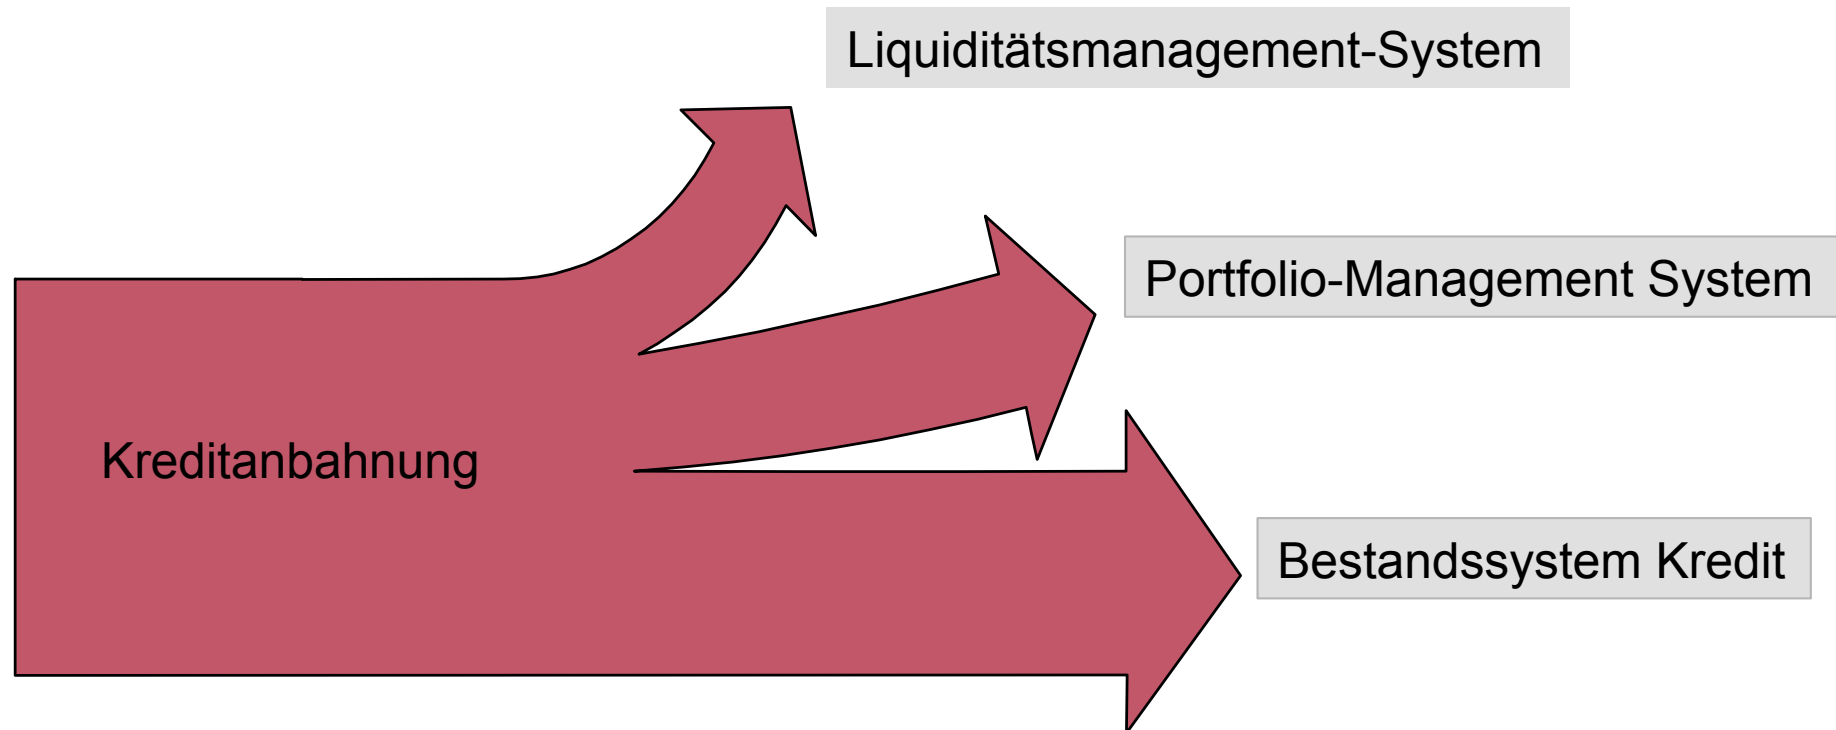 Liquiditätsmanagement-System
Portfolio-Management System
Kreditanbahnung
Bestandssystem Kredit